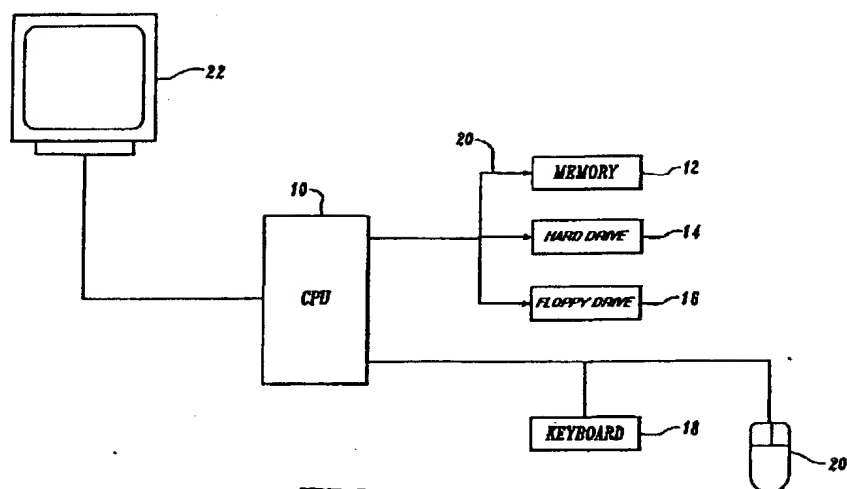 22
20
MEMORY 12
10
HARD DRIVE 14
CPU
FLOPPY DRIVE 16
KEYBOARD 18
20